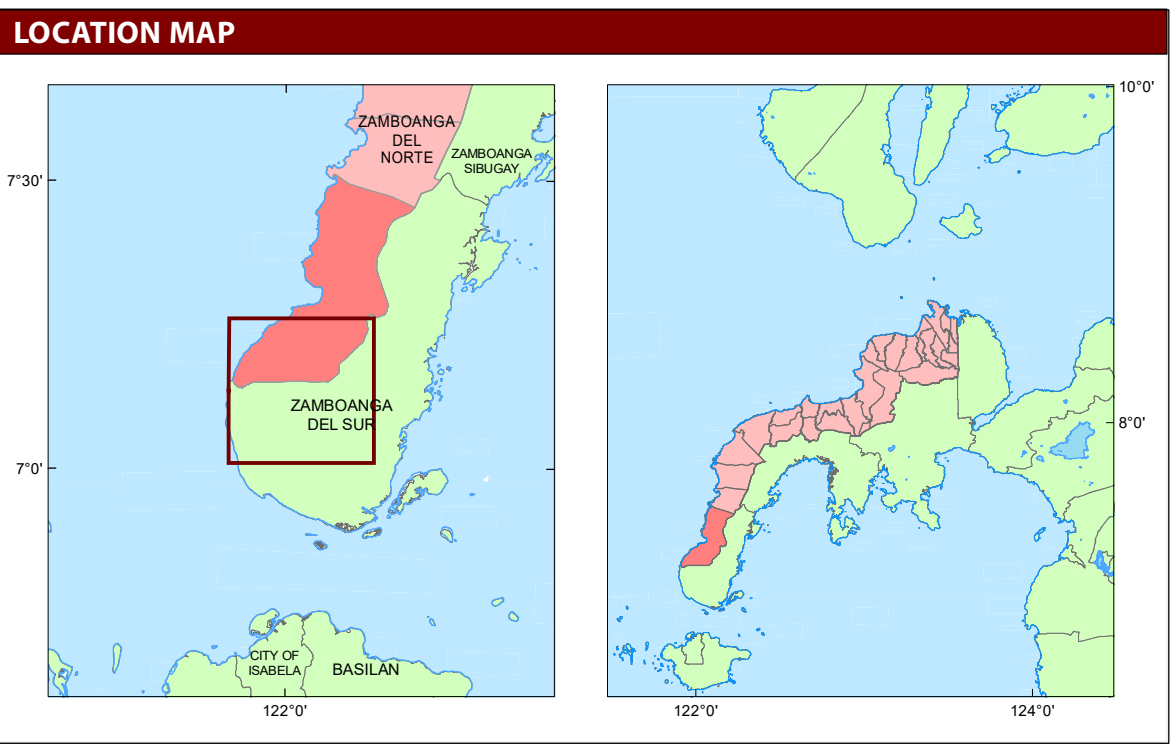 LOCATION MAP
ZAMBOANGA
DEL
NORTE
ZAMBOANGA
SIBUGAY
7°30'
ZAMBOANGA
DEL SUR
7°0'
CITY OF
ISABELA
BASILAN
122°0'
10°0'
8°0'
122°0'
124°0'